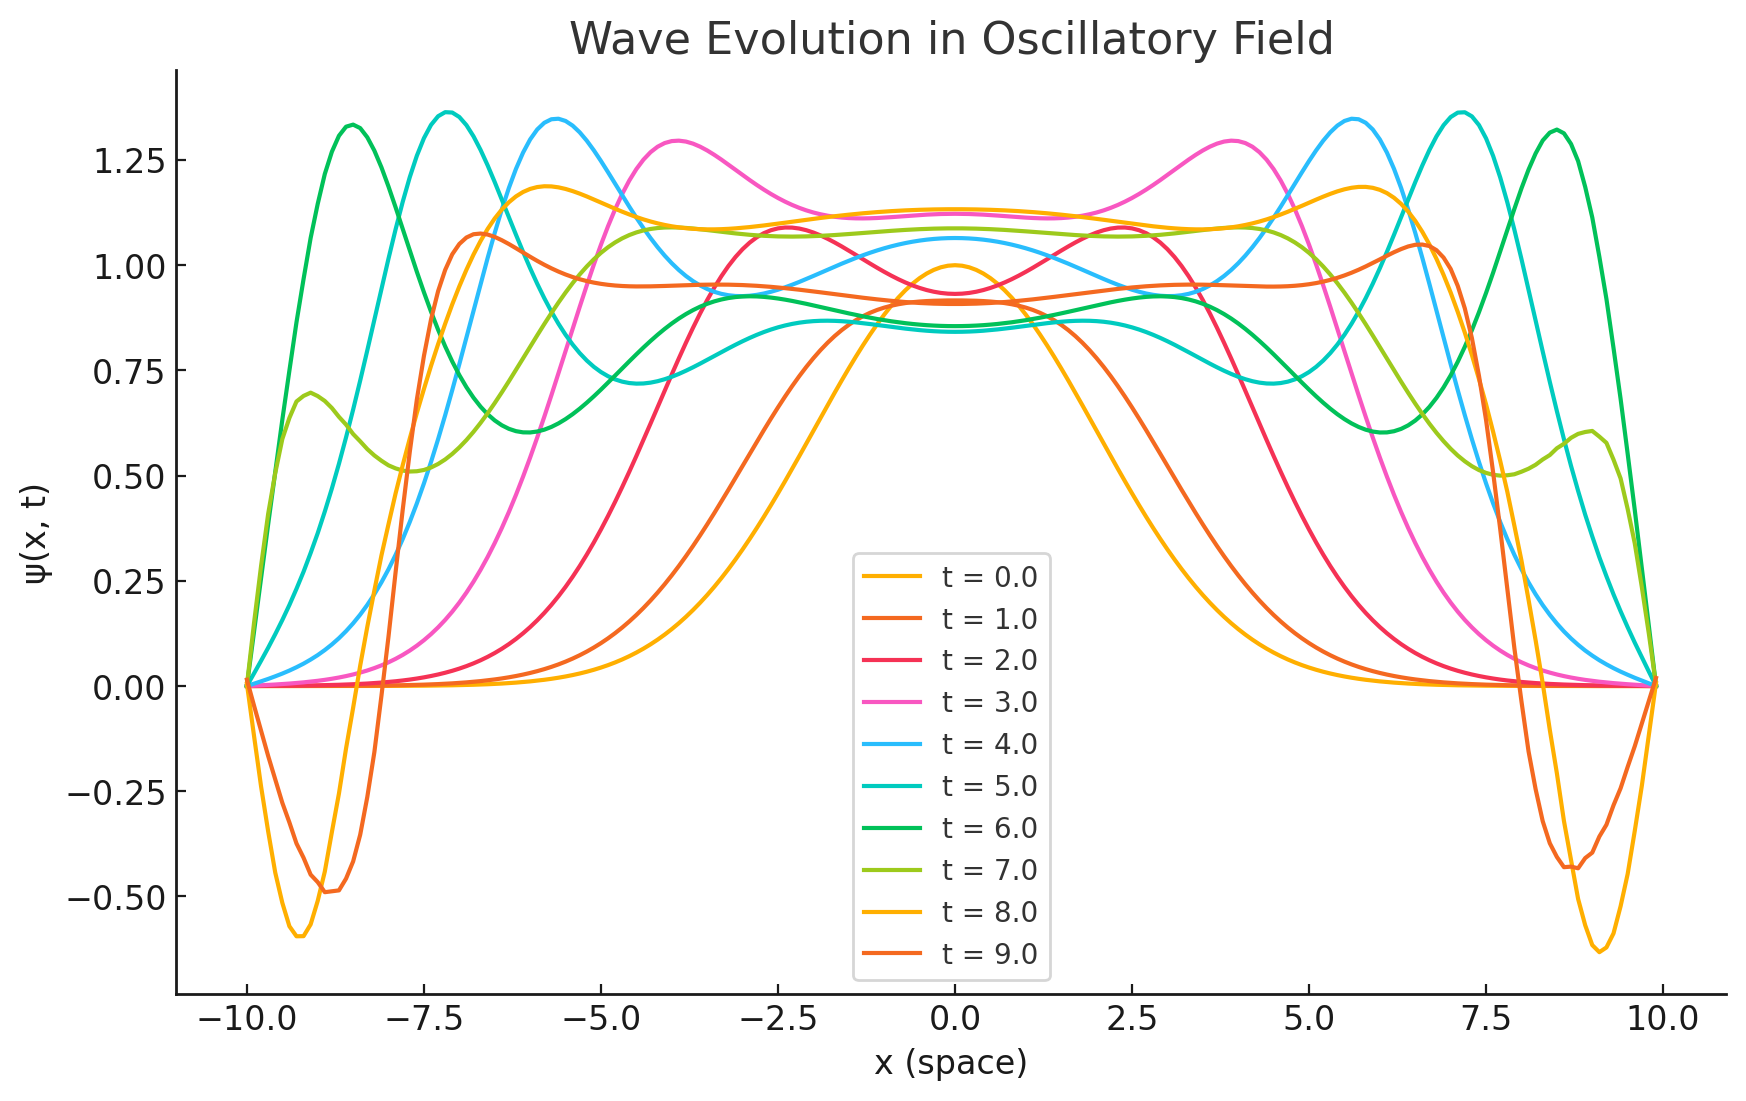 Wave Evolution in Oscillatory Field
ψ(x, t)
1.25
1.00
0.75
0.50
0.25
0.00
−0.25
−0.50
t = 0.0
t = 1.0
t = 2.0
t = 3.0
t = 4.0
t = 5.0
t = 6.0
t = 7.0
t = 8.0
t = 9.0
−10.0 −7.5 −5.0 −2.5 0.0 2.5 5.0 7.5 10.0
x (space)